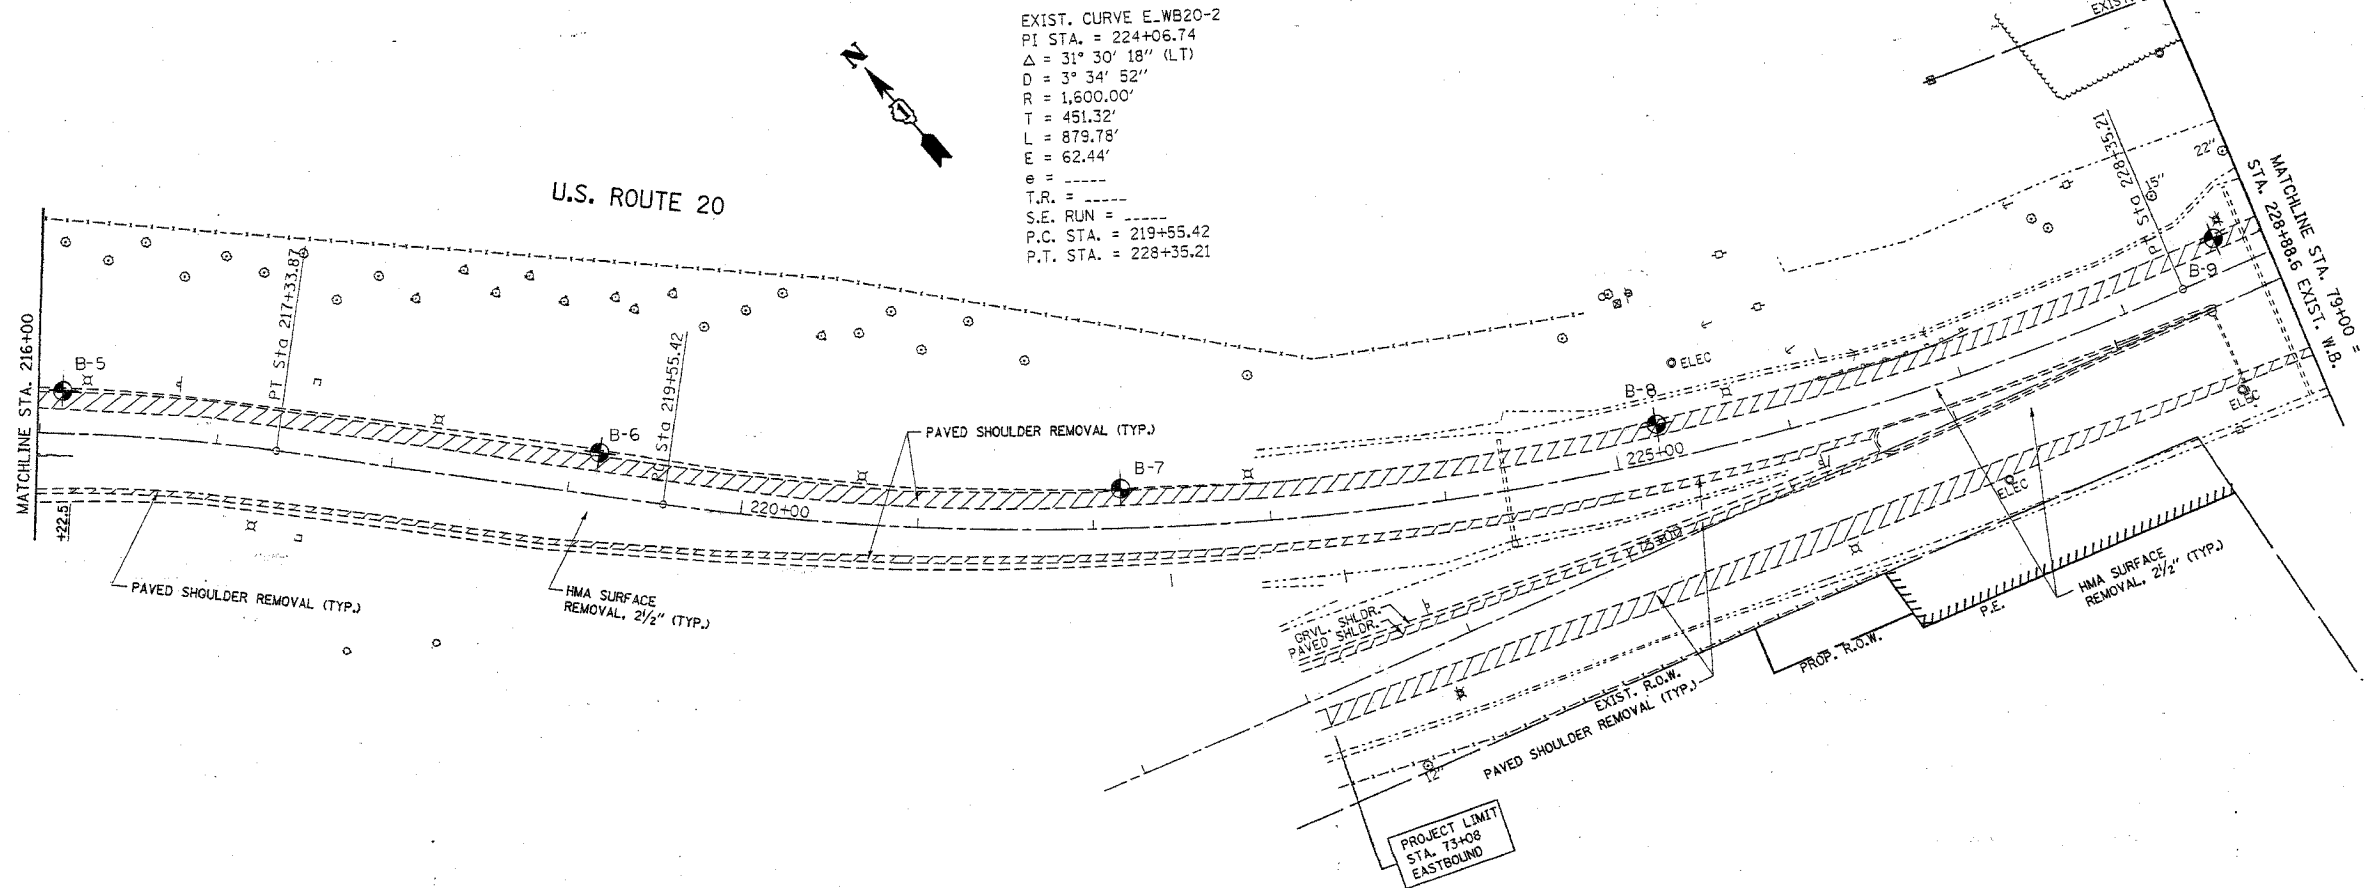 EXIST. CURVE E_WB20-2
PI STA. = 224+06.74
Δ = 31° 30' 18" (LT)
D = 3° 34' 52"
R = 1,600.00'
T = 451.32'
L = 879.78'
E = 62.44'
e = -----
T.R. = -----
S.E. RUN = -----
P.C. STA. = 219+55.42
P.T. STA. = 228+35.21
N
U.S. ROUTE 20
MATCHLINE STA. 216+00
B-5
PT Sta 217+33.87
+22.5
PAVED SHOULDER REMOVAL (TYP.)
B-6
Sta 219+55.42
220+00
HMA SURFACE
REMOVAL, 2½" (TYP.)
PAVED SHOULDER REMOVAL (TYP.)
B-7
B-8
225+00
ELEC
PT Sta 228+35.21
15"
22"
B-9
MATCHLINE STA. 79+00 =
STA. 228+88.6 EXIST. W.B.
ELEC
ELEC
75+00
GRVL. SHLDR.
PAVED SHLDR.
EXIST. R.O.W.
PAVED SHOULDER REMOVAL (TYP.)
PROP. R.O.W.
P.E.
HMA SURFACE
REMOVAL, 2½" (TYP.)
12"
PROJECT LIMIT
STA. 73+08
EASTBOUND